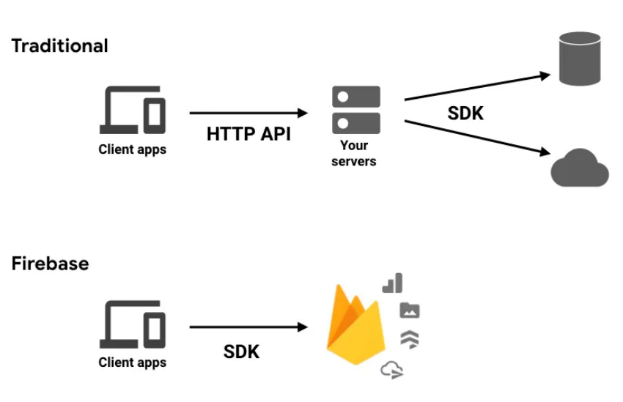 Traditional
Client apps
HTTP API
Your
servers
SDK
Firebase
Client apps
SDK